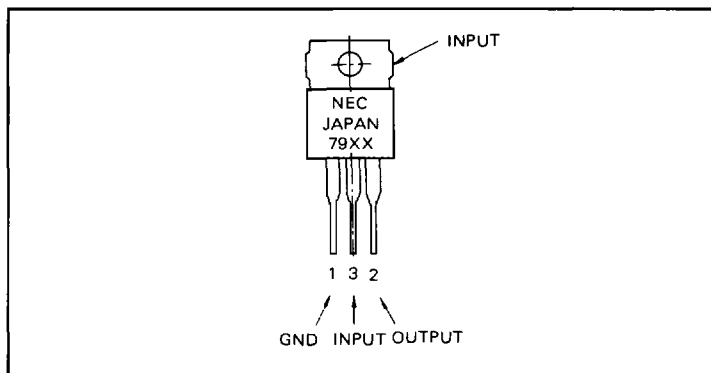 INPUT
NEC
JAPAN
79XX
1 3 2
GND INPUT OUTPUT